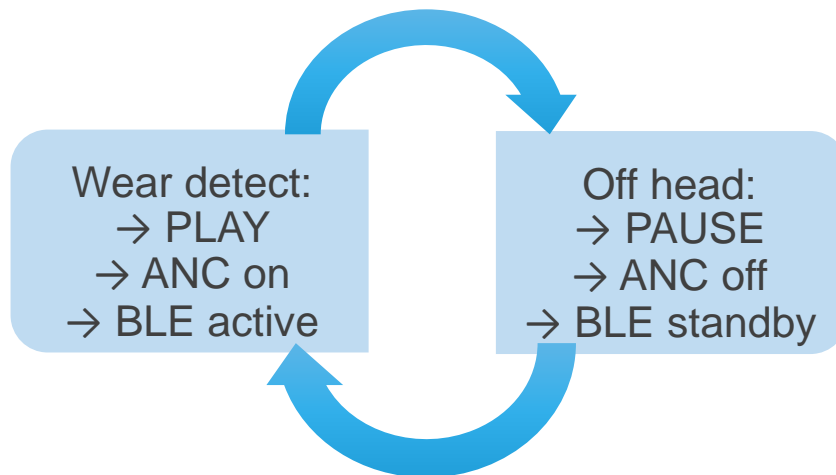 Wear detect:
→ PLAY
→ ANC on
→ BLE active
Off head:
→ PAUSE
→ ANC off
→ BLE standby